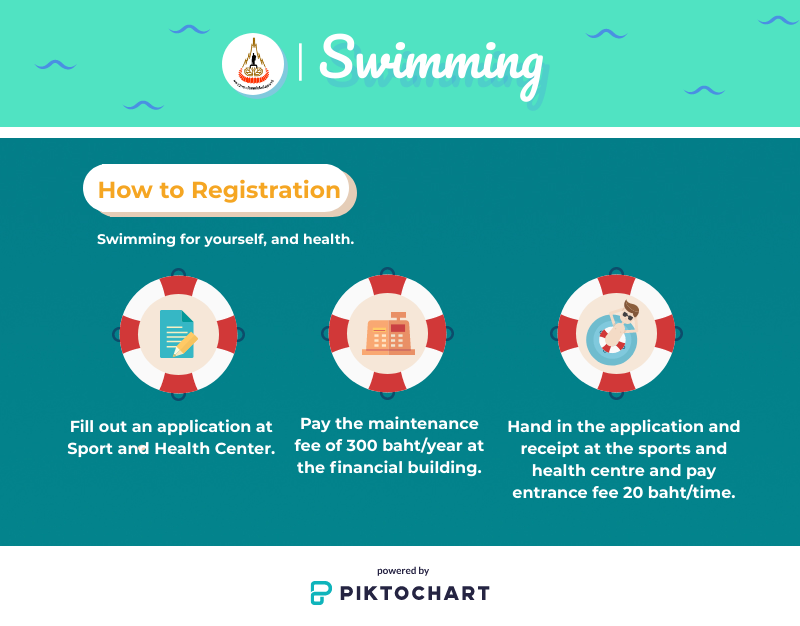 Swimming
How to Registration
Swimming for yourself, and health.
Fill out an application at
Sport and Health Center.
Pay the maintenance
fee of 300 baht/year at
the financial building.
Hand in the application and
receipt at the sports and
health centre and pay
entrance fee 20 baht/time.
powered by
PIKTOCHART